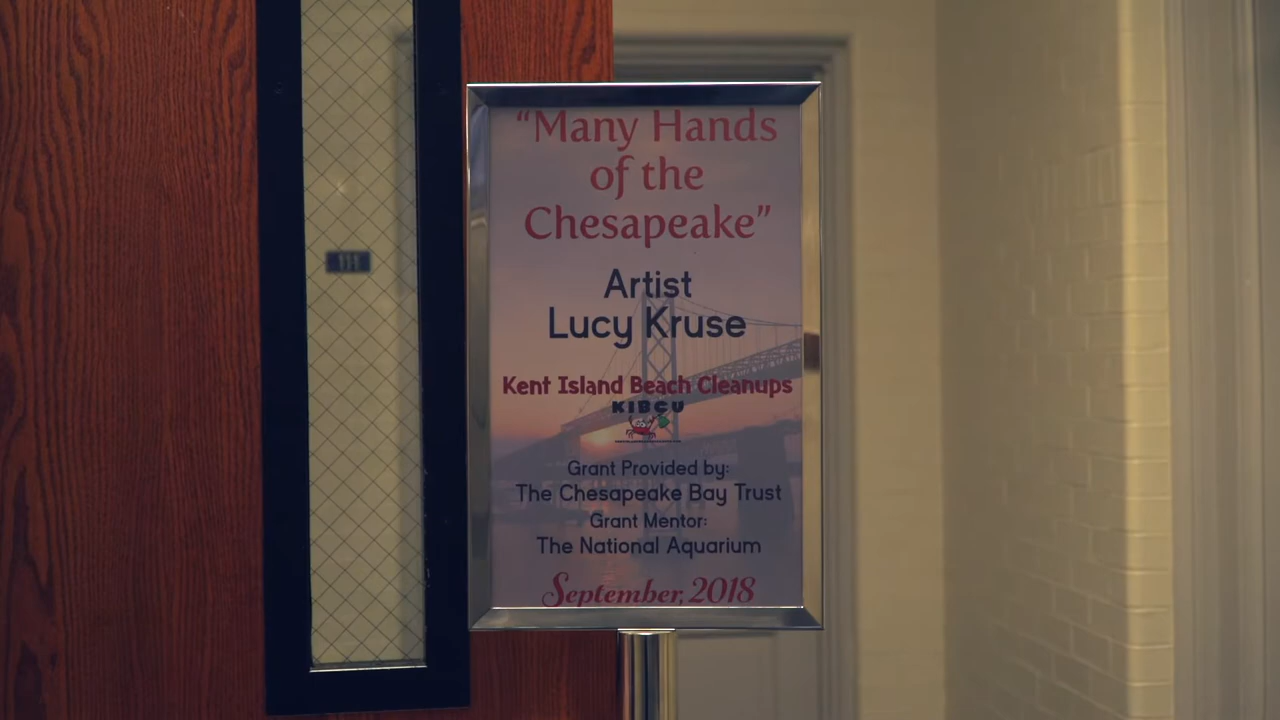 “Many Hands
of the
Chesapeake”
Artist
Lucy Kruse
Kent Island Beach Cleanups
KIBCU
Grant Provided by:
The Chesapeake Bay Trust
Grant Mentor:
The National Aquarium
September, 2018